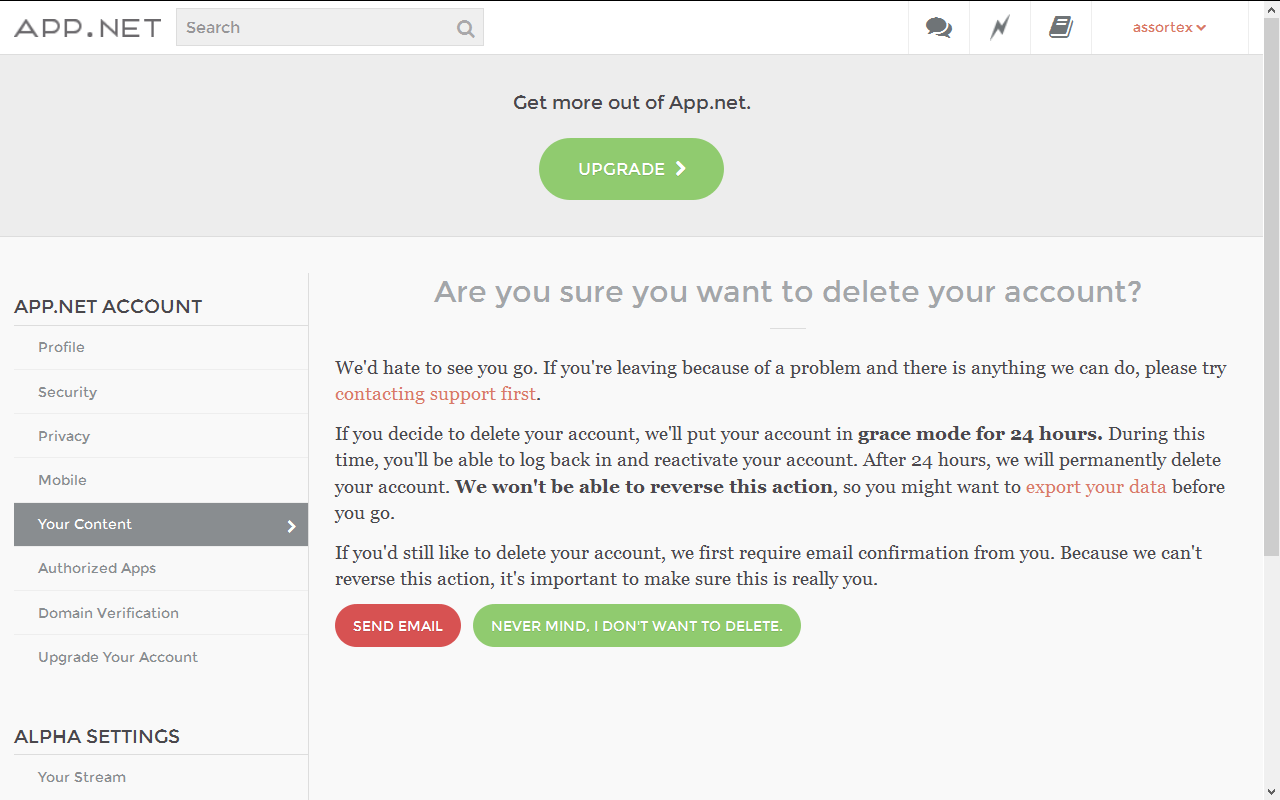 APP.NET
Search
assortex
Get more out of App.net.
UPGRADE
APP.NET ACCOUNT
Profile
Security
Privacy
Mobile
Your Content
Authorized Apps
Domain Verification
Upgrade Your Account
ALPHA SETTINGS
Your Stream
Are you sure you want to delete your account?
We'd hate to see you go. If you're leaving because of a problem and there is anything we can do, please try
contacting support first.
If you decide to delete your account, we'll put your account in grace mode for 24 hours. During this
time, you'll be able to log back in and reactivate your account. After 24 hours, we will permanently delete
your account. We won't be able to reverse this action, so you might want to export your data before
you go.
If you'd still like to delete your account, we first require email confirmation from you. Because we can't
reverse this action, it's important to make sure this is really you.
SEND EMAIL
NEVER MIND, I DON'T WANT TO DELETE.